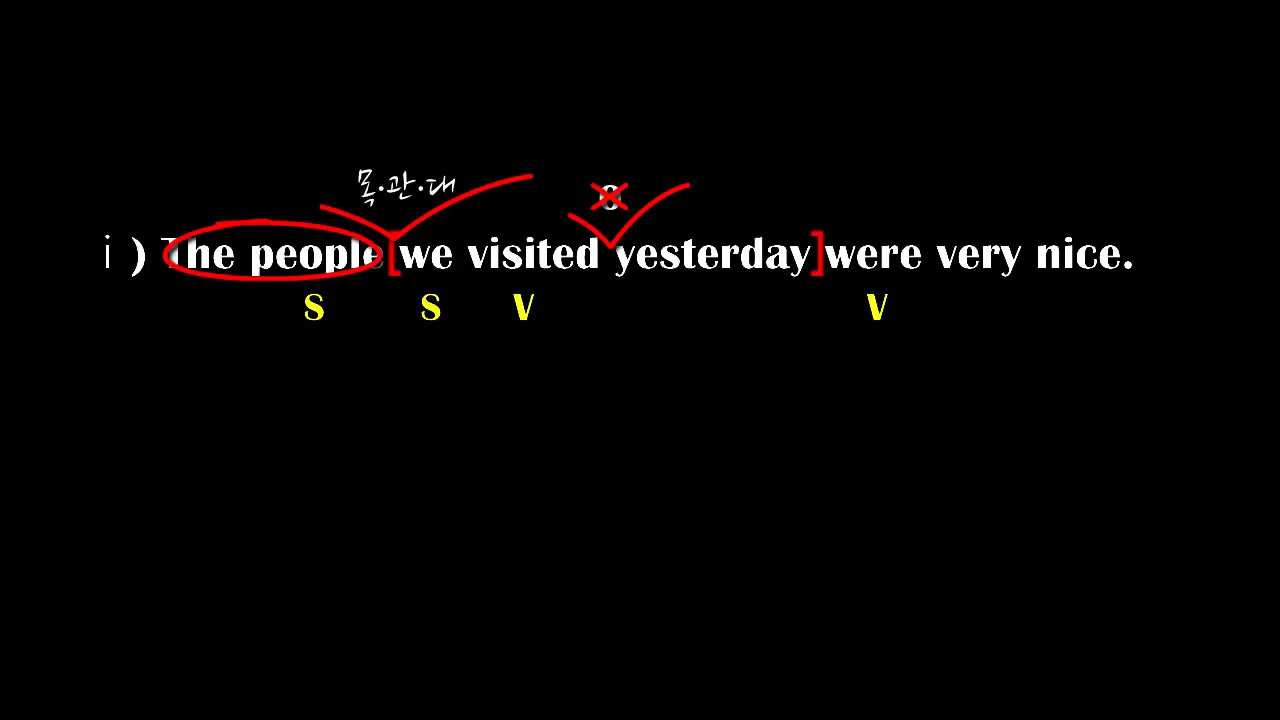 목·관·대
O
i ) The people [we visited yesterday] were very nice.
S S V V